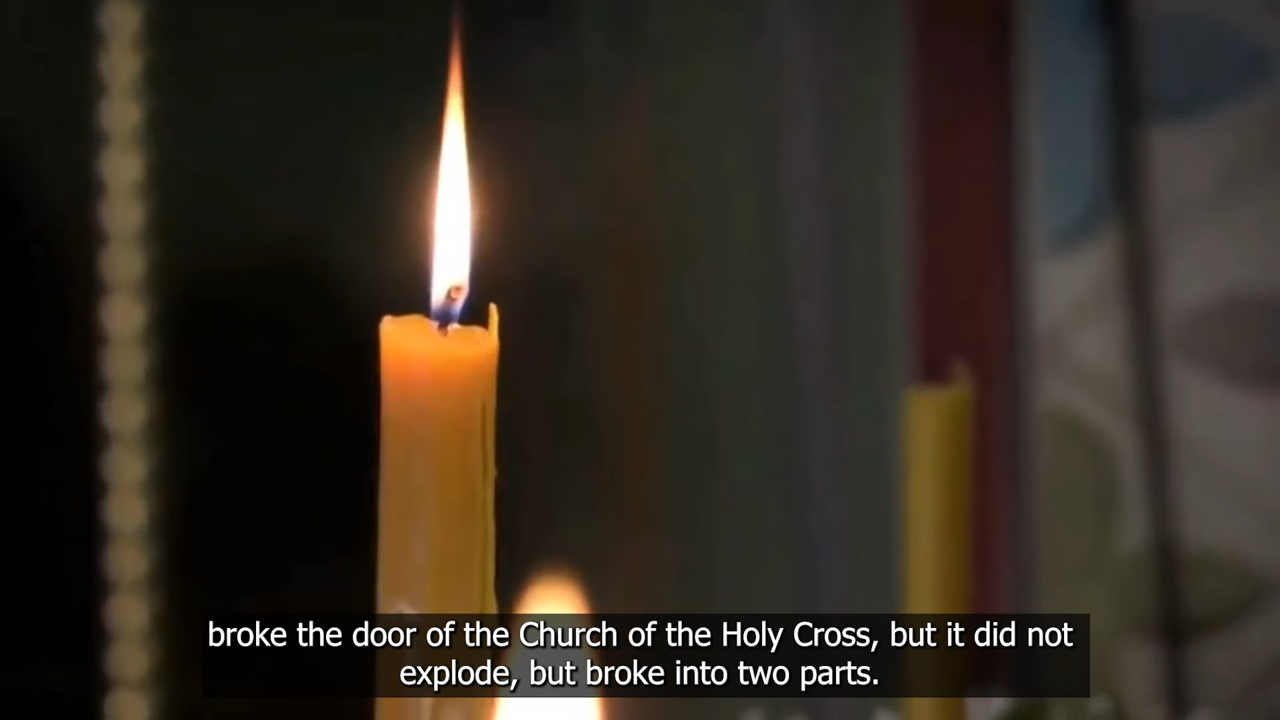 broke the door of the Church of the Holy Cross, but it did not
explode, but broke into two parts.